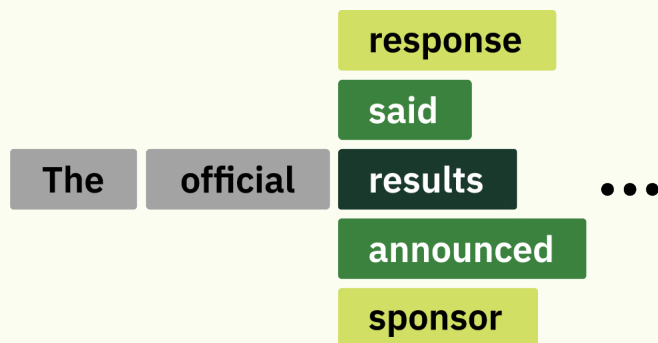 response
said
The official results ...
announced
sponsor